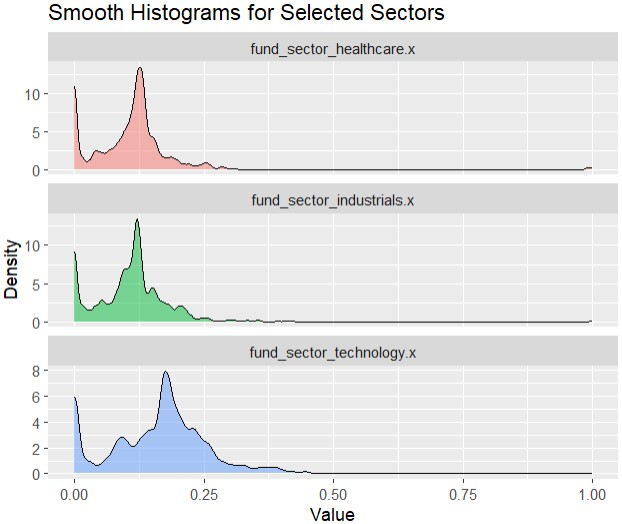 Smooth Histograms for Selected Sectors
fund_sector_healthcare.x
10
5
0
fund_sector_industrials.x
10
5
0
fund_sector_technology.x
8
6
4
2
0
0.00 0.25 0.50 0.75 1.00
Value
Density